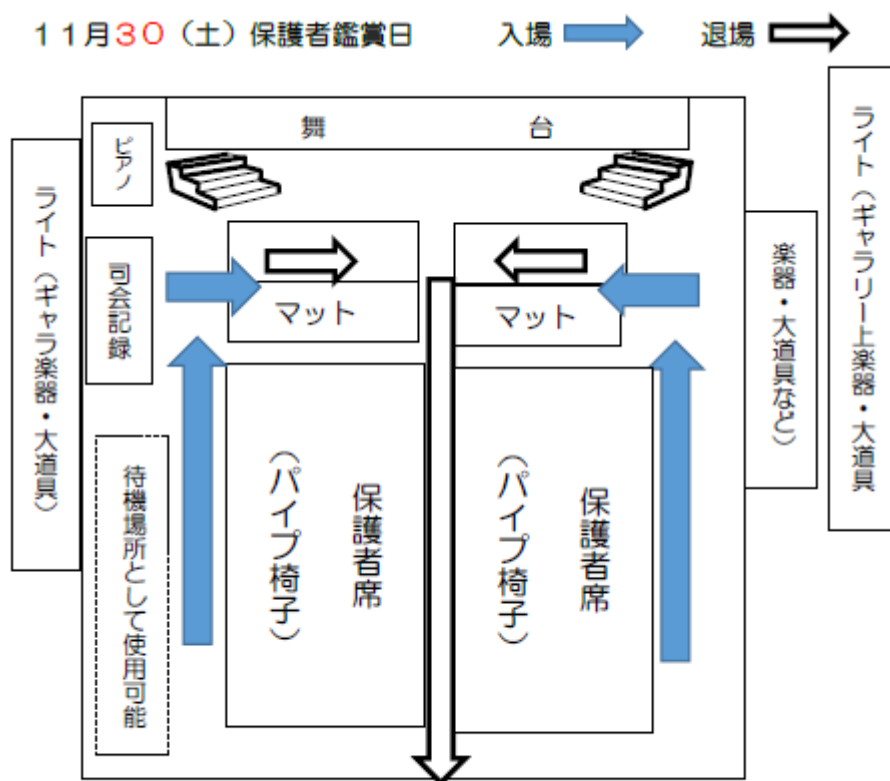 11月30（土）保護者鑑賞日　入場　退場
舞　台
ピアノ
ライト（ギャラ楽器・大道具）
司会記録
マット
マット
楽器・大道具など）
ライト（ギャラリー上楽器・大道具
待機場所として使用可能
保護者席
（パイプ椅子）
保護者席
（パイプ椅子）